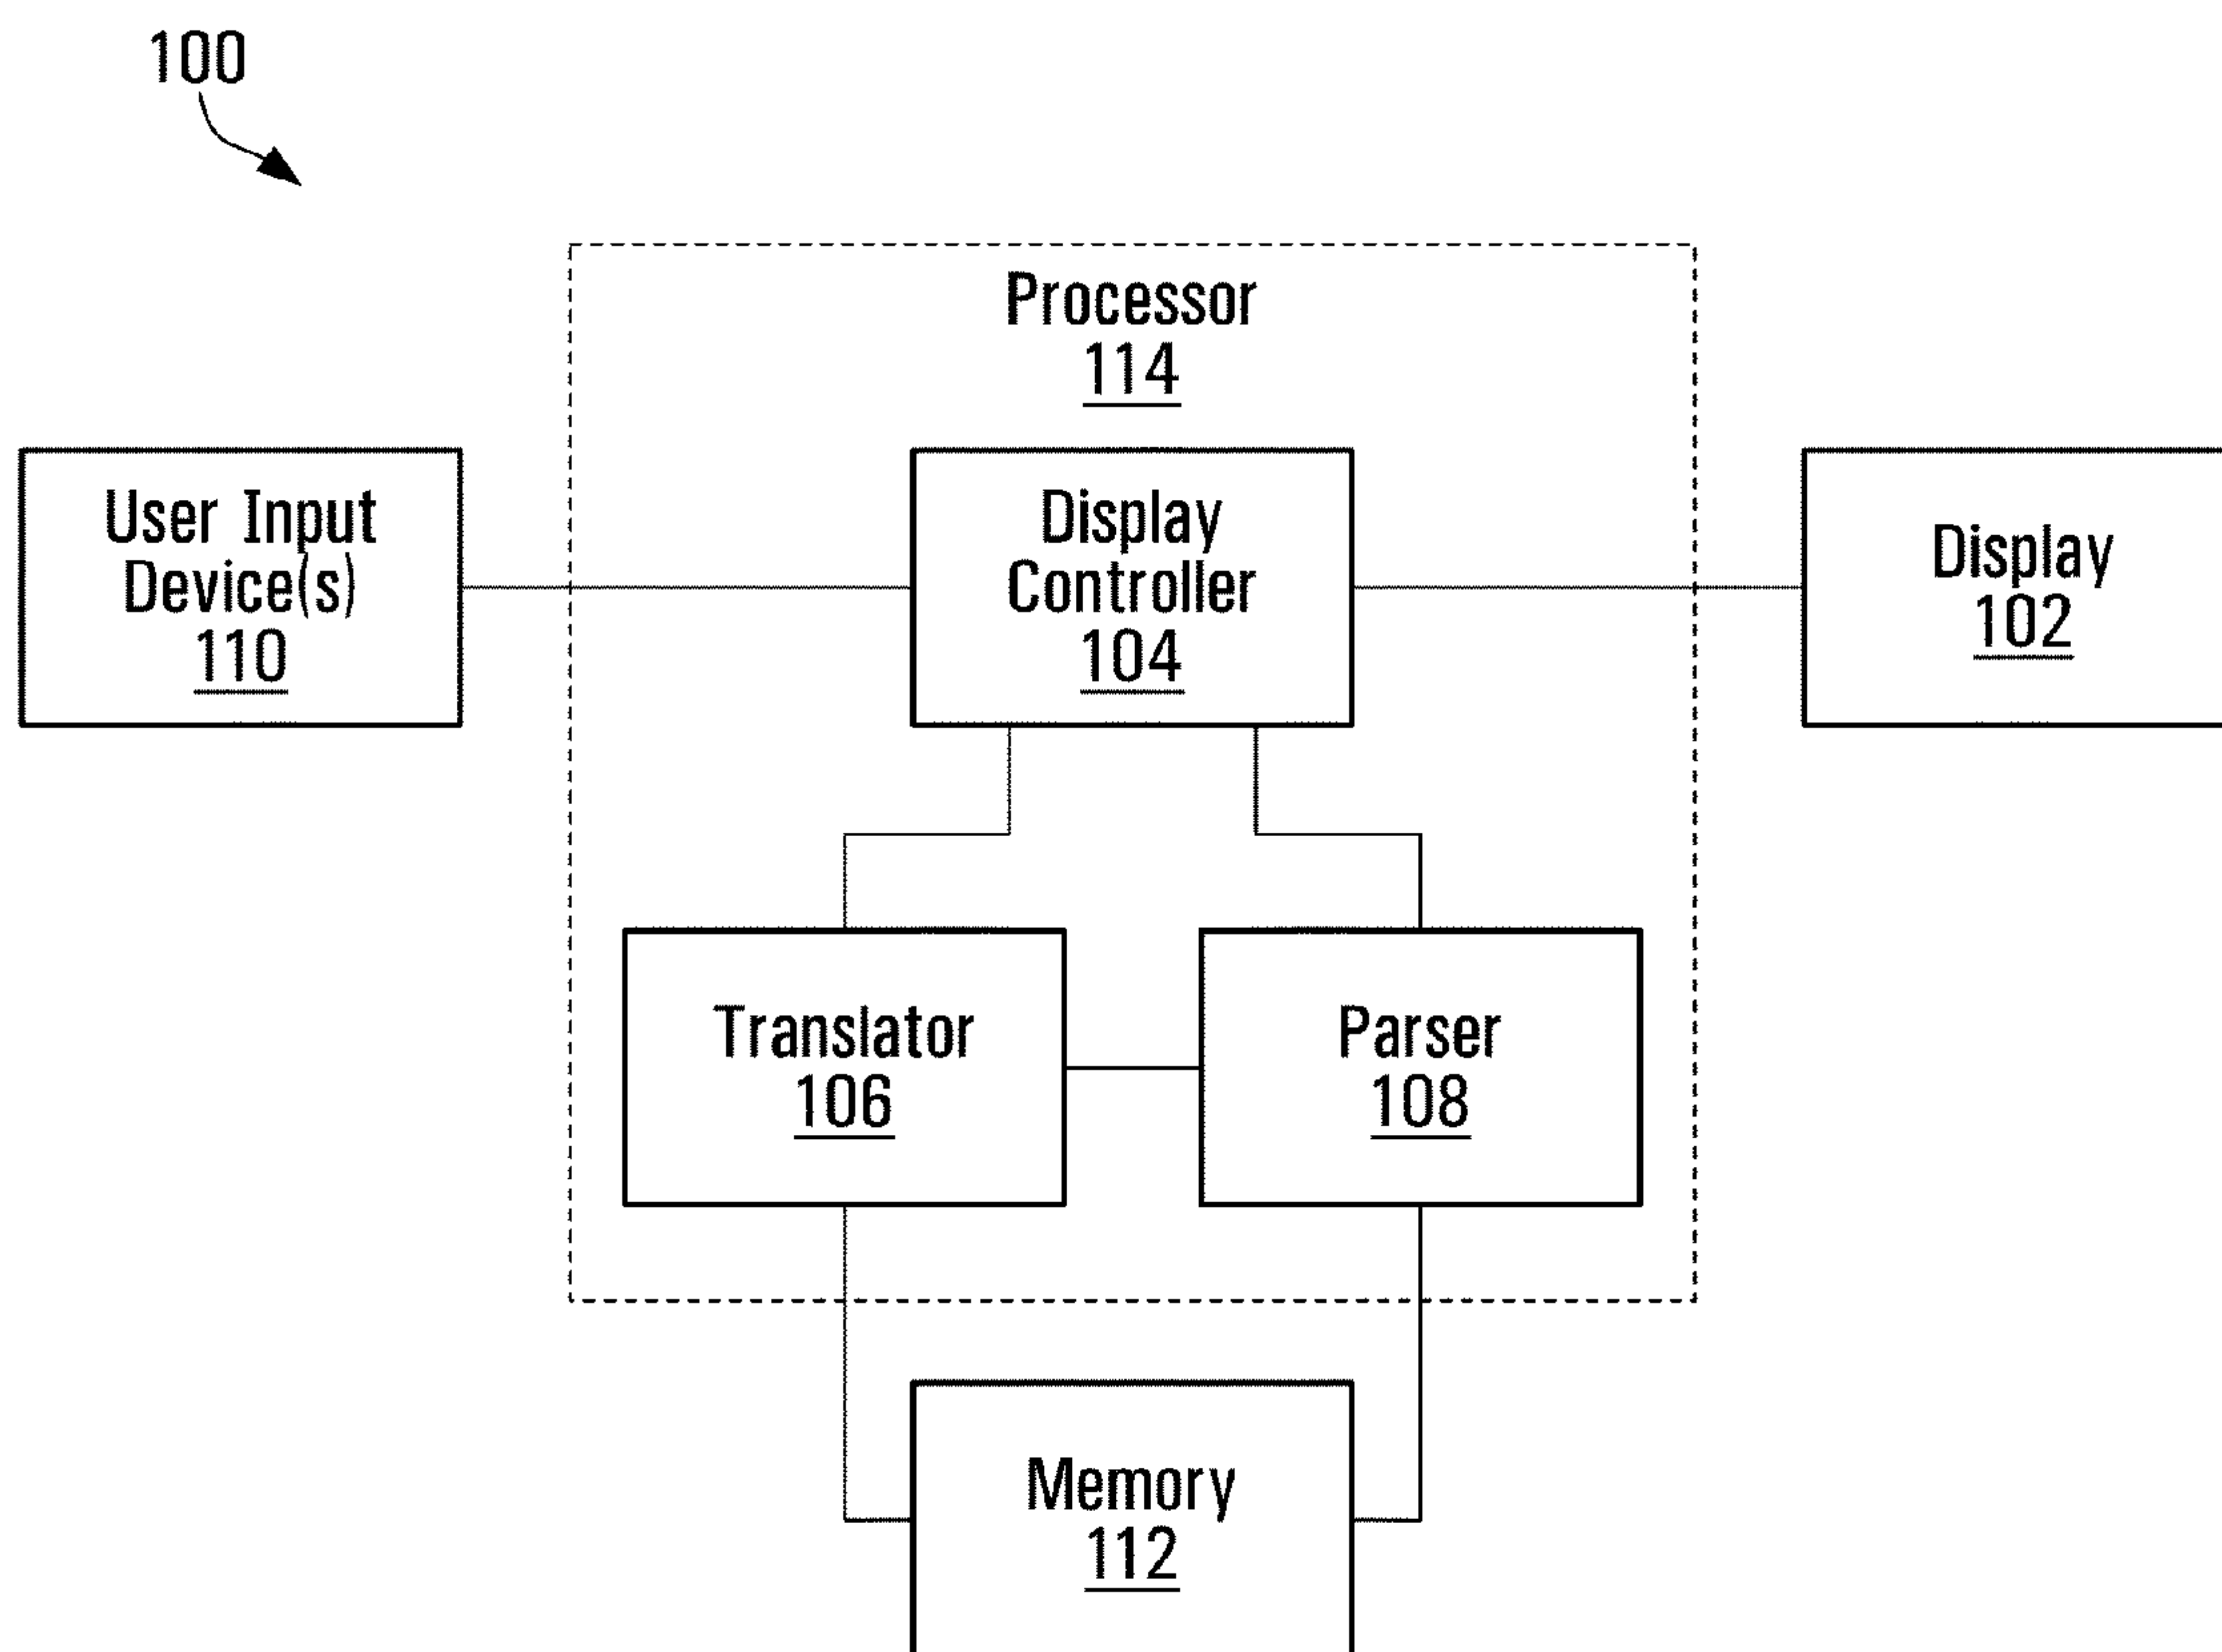 100
Processor
114
User Input
Device(s)
110
Display
Controller
104
Display
102
Translator
106
Parser
108
Memory
112